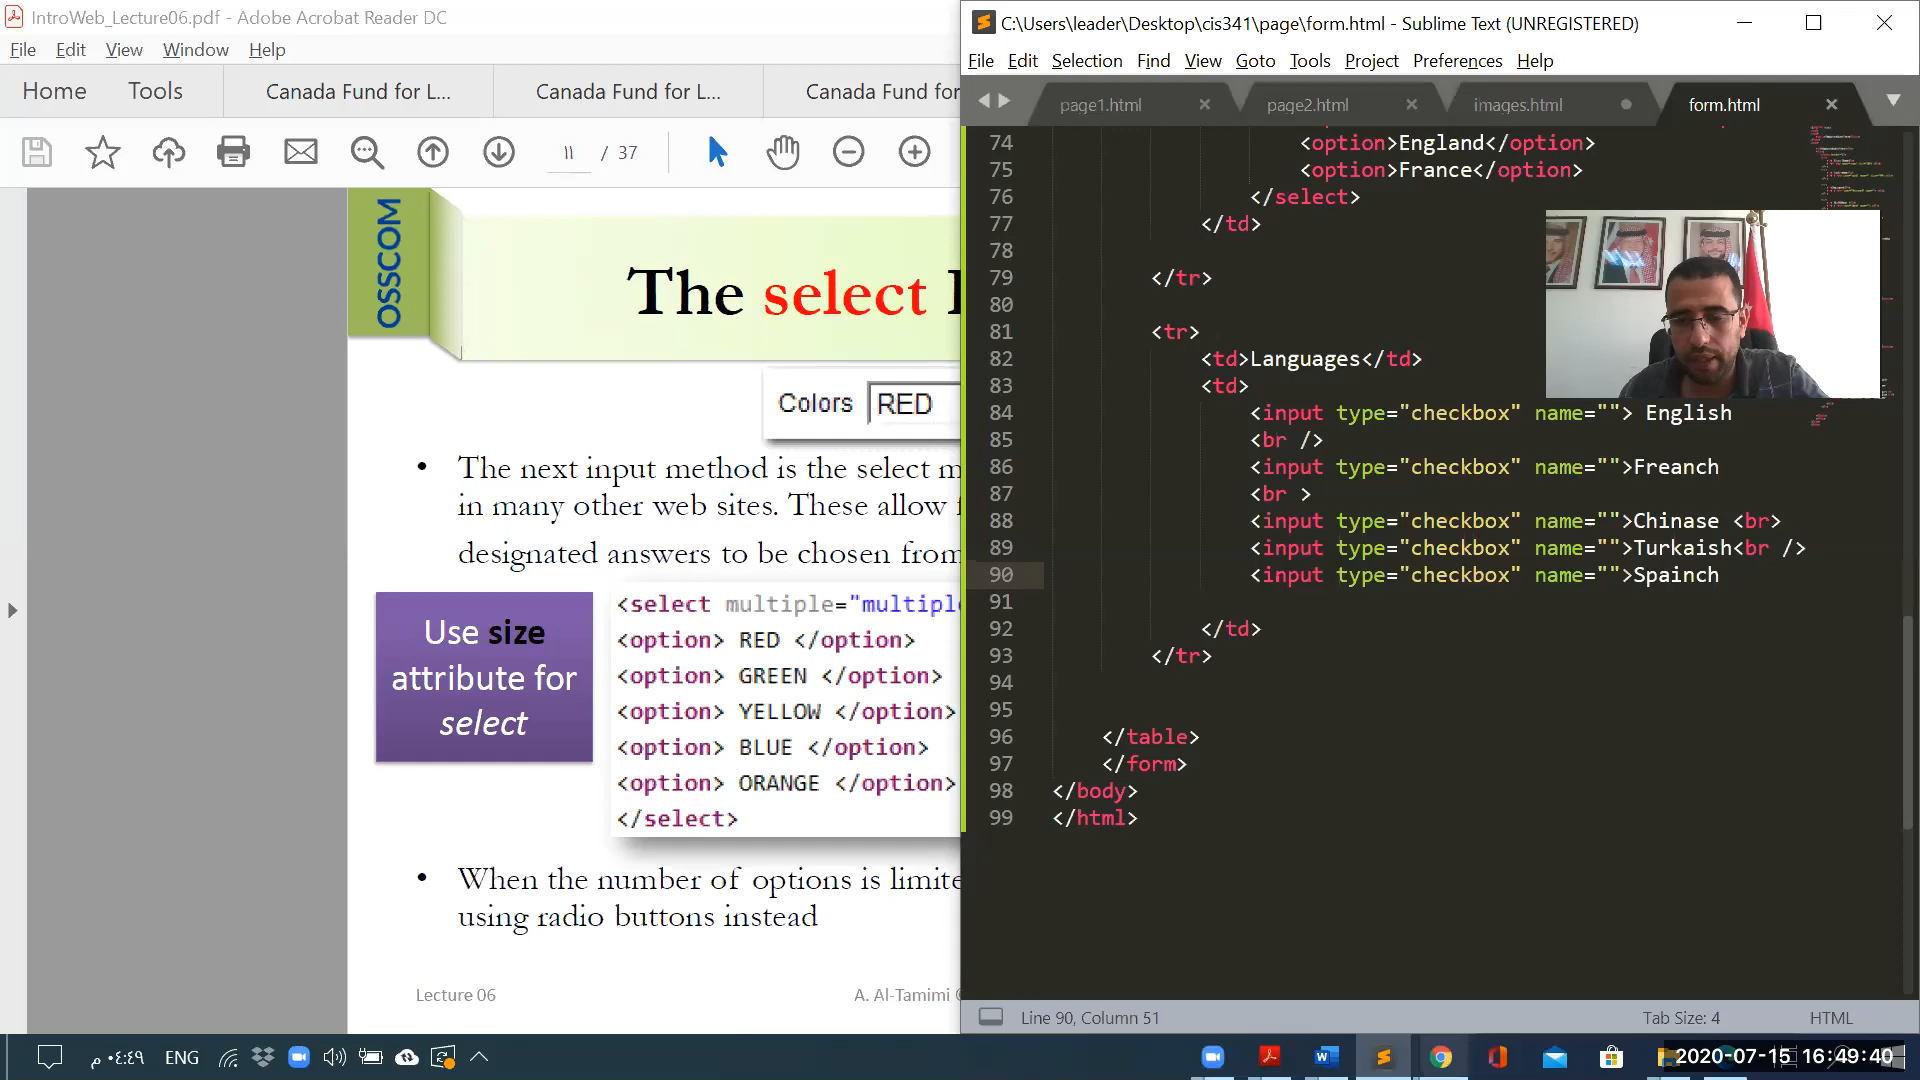 IntroWeb_Lecture06.pdf - Adobe Acrobat Reader DC
File Edit View Window Help
Home Tools Canada Fund for L... Canada Fund for L... Canada Fund for
11 / 37
OSSCOM
The select
Colors RED
• The next input method is the select m
in many other web sites. These allow f
designated answers to be chosen from
Use size
attribute for
select
<select multiple="multiple
<option> RED </option>
<option> GREEN </option>
<option> YELLOW </option>
<option> BLUE </option>
<option> ORANGE </option>
</select>
• When the number of options is limite
using radio buttons instead
Lecture 06 A. Al-Tamimi ©
C:\Users\leader\Desktop\cis341\page\form.html - Sublime Text (UNREGISTERED)
File Edit Selection Find View Goto Tools Project Preferences Help
page1.html page2.html images.html form.html
74 <option>England</option>
75 <option>France</option>
76 </select>
77 </td>
78
79 </tr>
80
81 <tr>
82 <td>Languages</td>
83 <td>
84 <input type="checkbox" name=""> English
85 <br />
86 <input type="checkbox" name="">Freanch
87 <br >
88 <input type="checkbox" name="">Chinase <br>
89 <input type="checkbox" name="">Turkaish<br />
90 <input type="checkbox" name="">Spainch
91
92 </td>
93 </tr>
94
95
96 </table>
97 </form>
98 </body>
99 </html>
Line 90, Column 51 Tab Size: 4 HTML
٠٤:٤٩ م ENG
2020-07-15 16:49:40